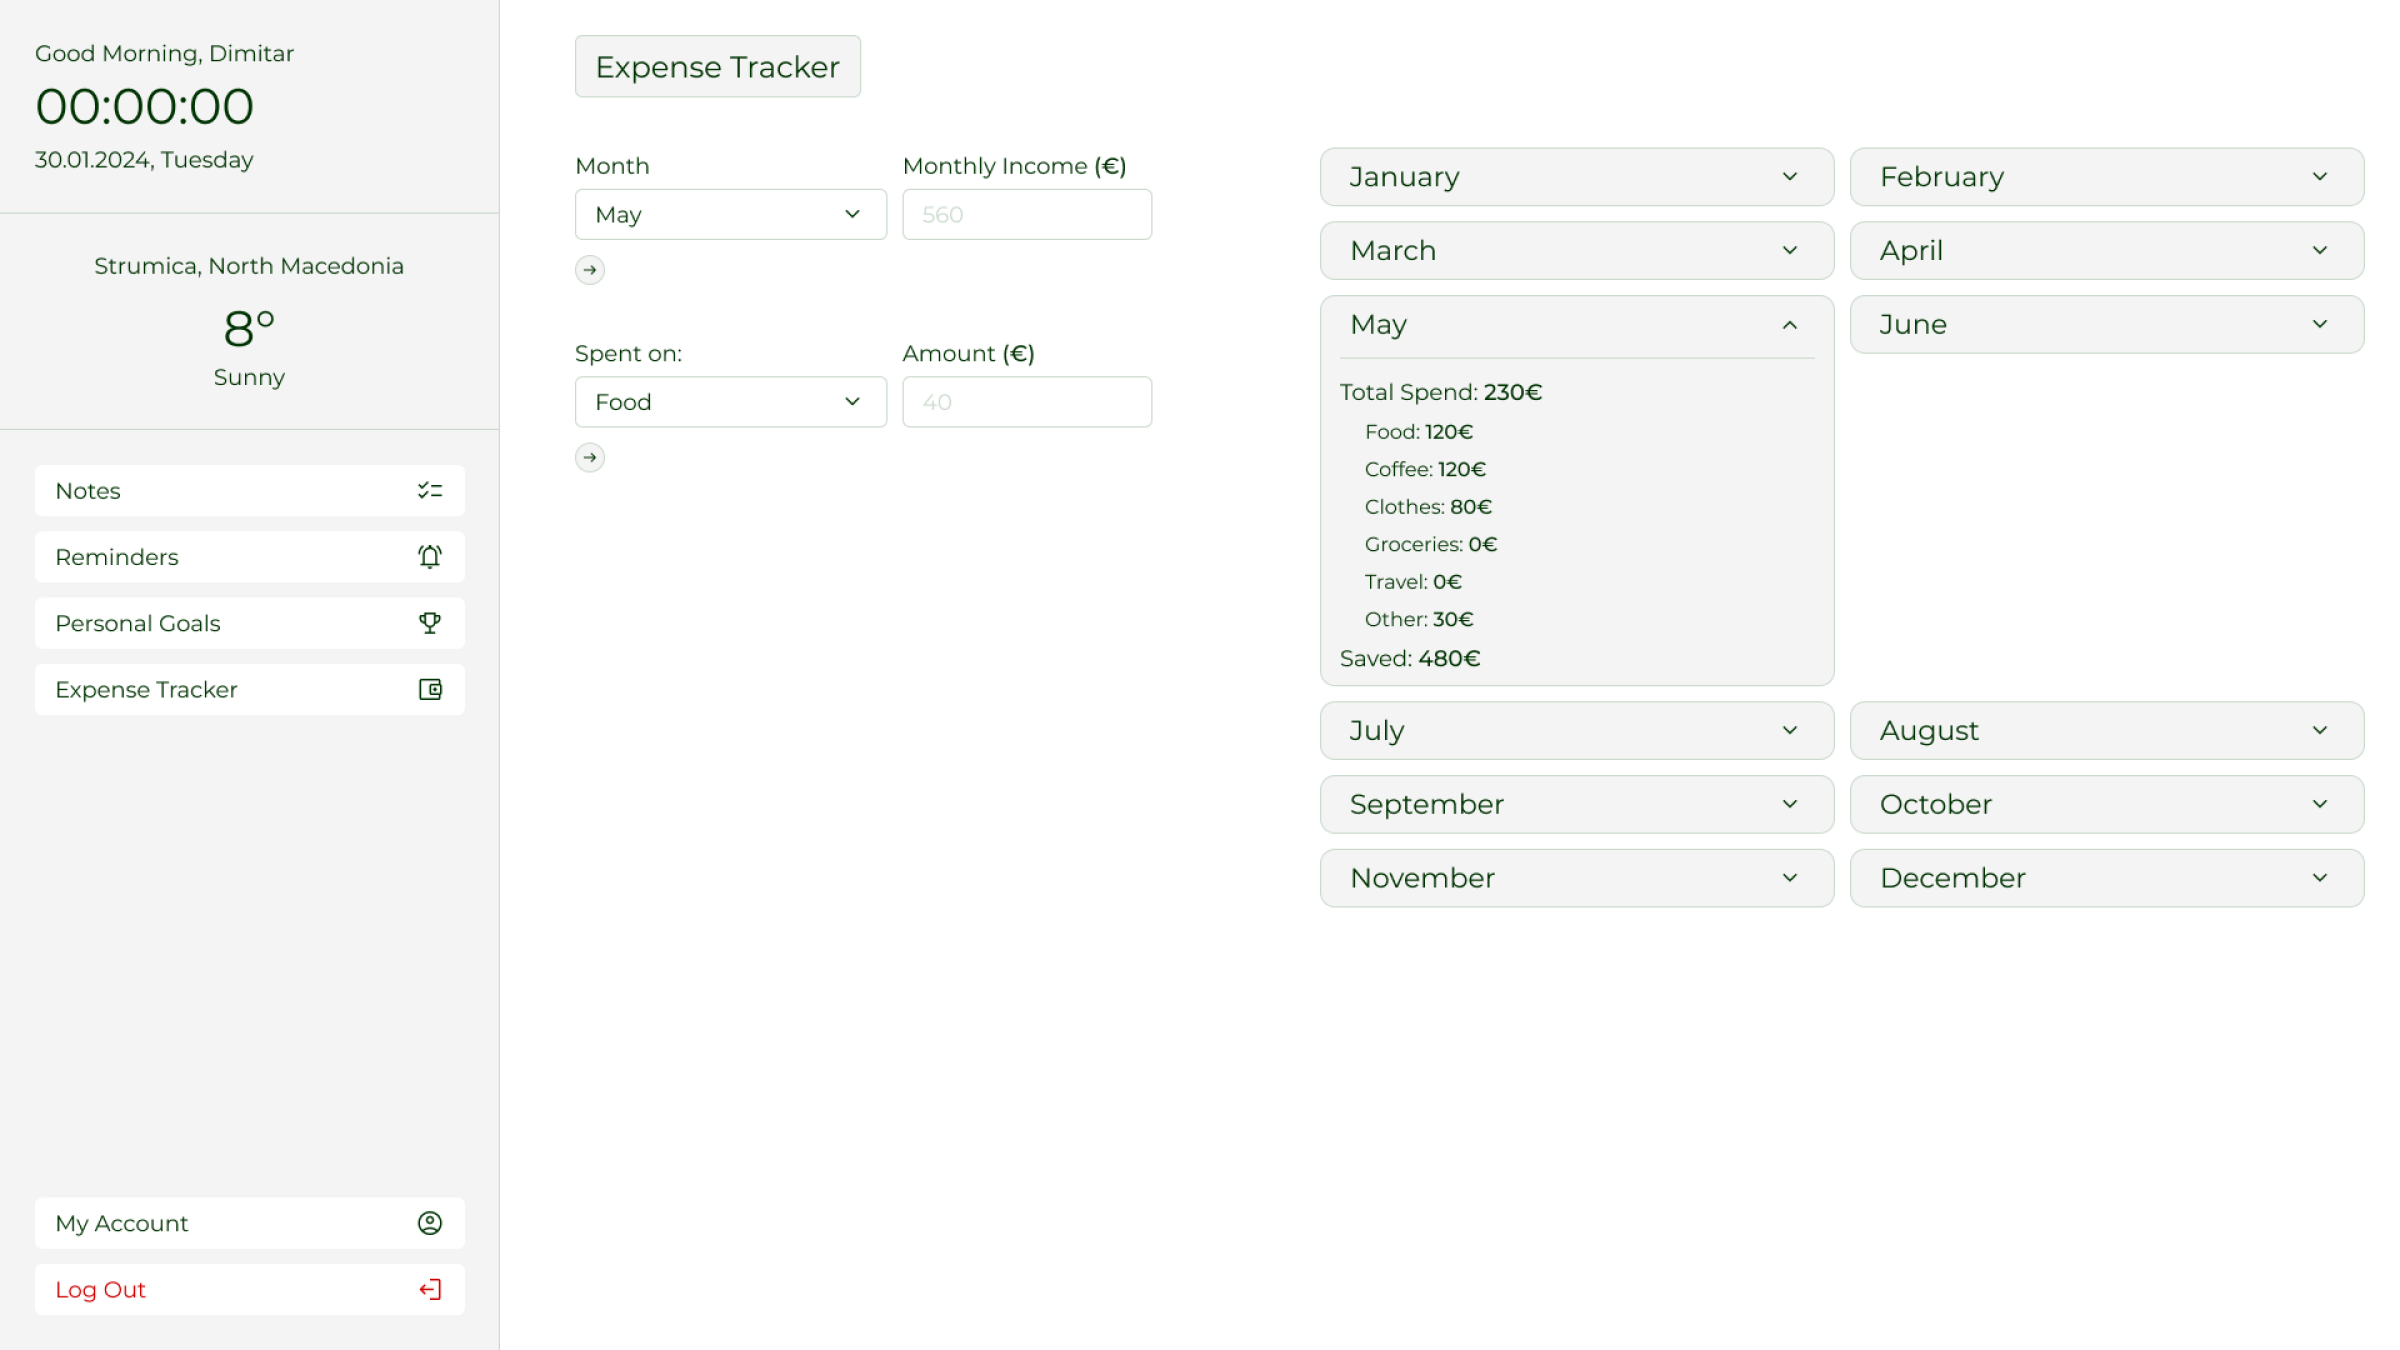 Good Morning, Dimitar
00:00:00
30.01.2024, Tuesday
Strumica, North Macedonia
8°
Sunny
Notes
Reminders
Personal Goals
Expense Tracker
My Account
Log Out
Expense Tracker
Month
May
Monthly Income (€)
560
Spent on:
Food
Amount (€)
40
January
February
March
April
May
Total Spend: 230€
Food: 120€
Coffee: 120€
Clothes: 80€
Groceries: 0€
Travel: 0€
Other: 30€
Saved: 480€
June
July
August
September
October
November
December